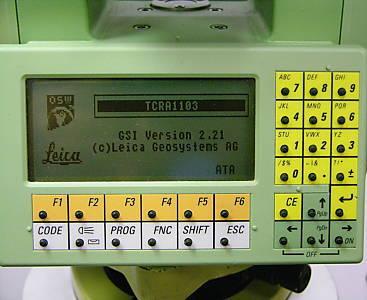 OSW
TCRA1103
GSI Version 2.21
(c)Leica Geosystems AG
Leica
ATA
ABC 7 DEF 8 GHI 9
JKL 4 MNO 5 PQR 6
STU 1 VWX 2 YZ 3
/$% 0 . ?!* ±
F1 F2 F3 F4 F5 F6
CODE PROG FNC SHIFT ESC
CE PgUp
PgDn ON
OFF